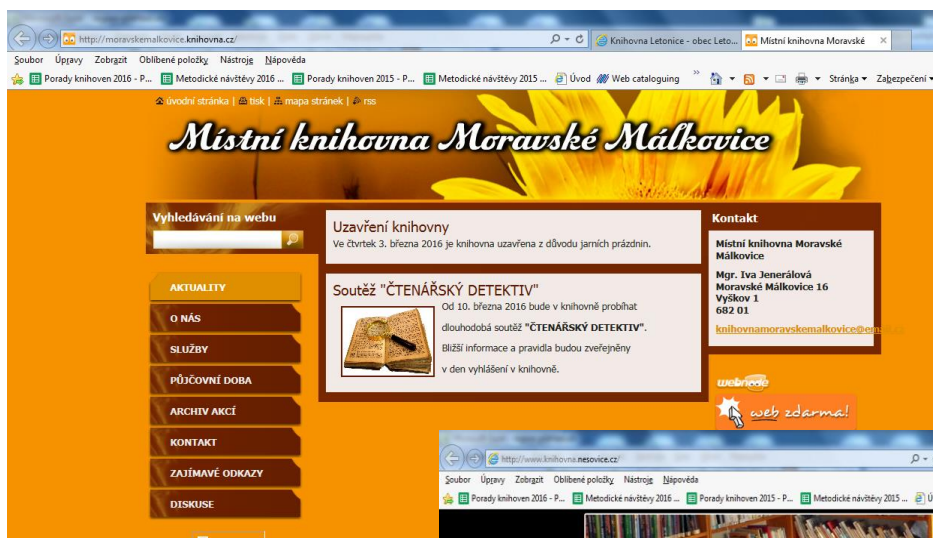 http://moravskemalkovice.knihovna.cz/
Knihovna Letonice - obec Leto...
Místní knihovna Moravské
Soubor Úpravy Zobrazit Oblíbené položky Nástroje Nápověda
Porady knihoven 2016 - P... Metodické návštěvy 2016 ... Porady knihoven 2015 - P... Metodické návštěvy 2015 ... Úvod Web cataloguing » Stránka Zabezpečení
úvodní stránka | tisk | mapa stránek | rss
Místní knihovna Moravské Málkovice
Vyhledávání na webu
AKTUALITY
O NÁS
SLUŽBY
PŮJČOVNÍ DOBA
ARCHIV AKCÍ
KONTAKT
ZAJÍMAVÉ ODKAZY
DISKUSE
Uzavření knihovny
Ve čtvrtek 3. března 2016 je knihovna uzavřena z důvodu jarních prázdnin.
Soutěž "ČTENÁŘSKÝ DETEKTIV"
Od 10. března 2016 bude v knihovně probíhat
dlouhodobá soutěž "ČTENÁŘSKÝ DETEKTIV".
Bližší informace a pravidla budou zveřejněny
v den vyhlášení v knihovně.
Kontakt
Místní knihovna Moravské
Málkovice
Mgr. Iva Jenerálová
Moravské Málkovice 16
Vyškov 1
682 01
knihovnamoravskemalkovice@email.cz
webnode
web zdarma!
http://www.knihovna.nesovice.cz/
Soubor Úpravy Zobrazit Oblíbené položky Nástroje Nápověda
Porady knihoven 2016 - P... Metodické návštěvy 2016 ... Porady knihoven 2015 - P... Metodické návštěvy 2015 ... Ú